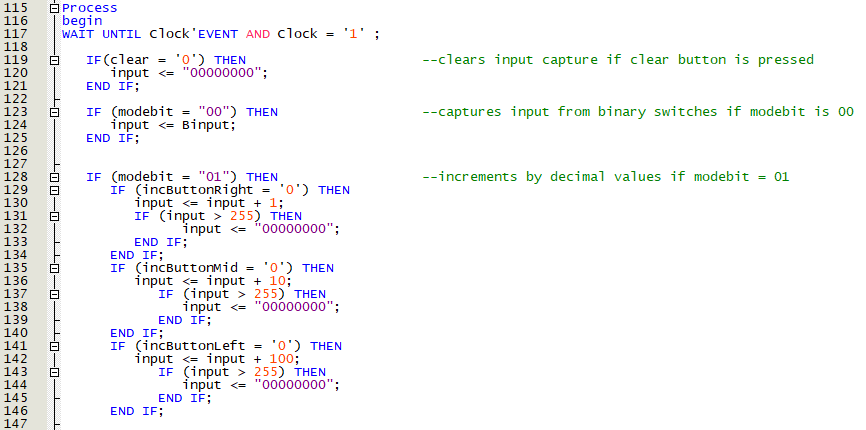 115 Process
116 begin
117 WAIT UNTIL Clock'EVENT AND Clock = '1' ;
118
119 IF(clear = '0') THEN --clears input capture if clear button is pressed
120 input <= "00000000";
121 END IF;
122
123 IF (modebit = "00") THEN --captures input from binary switches if modebit is 00
124 input <= Binput;
125 END IF;
126
127
128 IF (modebit = "01") THEN --increments by decimal values if modebit = 01
129 IF (incButtonRight = '0') THEN
130 input <= input + 1;
131 IF (input > 255) THEN
132 input <= "00000000";
133 END IF;
134 END IF;
135 IF (incButtonMid = '0') THEN
136 input <= input + 10;
137 IF (input > 255) THEN
138 input <= "00000000";
139 END IF;
140 END IF;
141 IF (incButtonLeft = '0') THEN
142 input <= input + 100;
143 IF (input > 255) THEN
144 input <= "00000000";
145 END IF;
146 END IF;
147